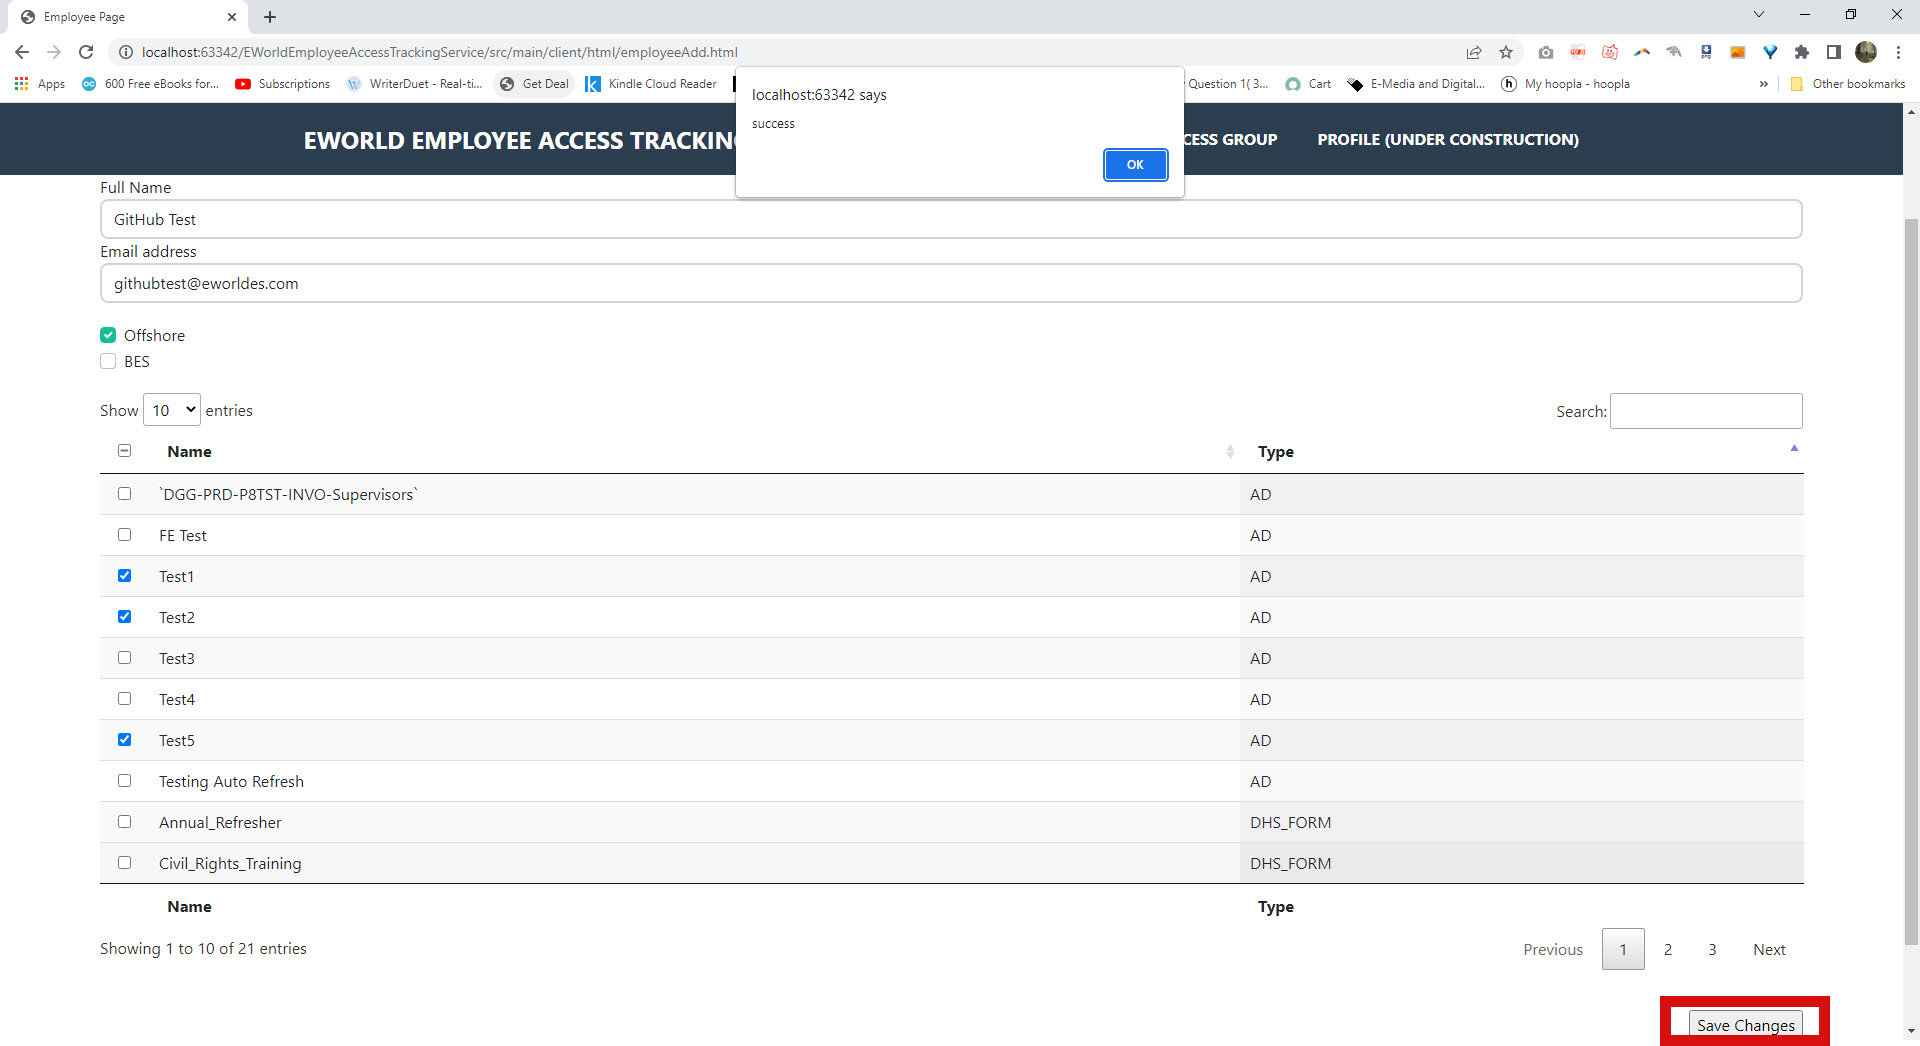 Employee Page
localhost:63342/EWorldEmployeeAccessTrackingService/src/main/client/html/employeeAdd.html
Apps
600 Free eBooks for...
Subscriptions
WriterDuet - Real-ti...
Get Deal
Kindle Cloud Reader
Question 1( 3...
Cart
E-Media and Digital...
My hoopla - hoopla
»
Other bookmarks
localhost:63342 says
success
OK
EWORLD EMPLOYEE ACCESS TRACKING
CESS GROUP
PROFILE (UNDER CONSTRUCTION)
Full Name
GitHub Test
Email address
githubtest@eworldes.com
Offshore
BES
Show 10 entries
Search:
Name Type
`DGG-PRD-P8TST-INVO-Supervisors` AD
FE Test AD
Test1 AD
Test2 AD
Test3 AD
Test4 AD
Test5 AD
Testing Auto Refresh AD
Annual_Refresher DHS_FORM
Civil_Rights_Training DHS_FORM
Name Type
Showing 1 to 10 of 21 entries
Previous 1 2 3 Next
Save Changes